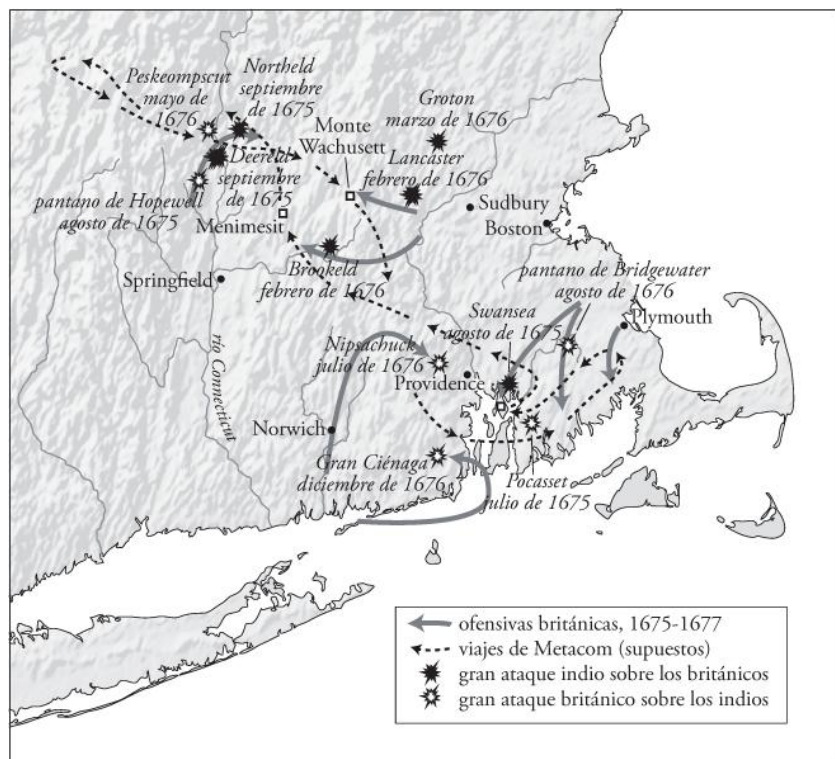 Peskeompscut
mayo de
1676
Northeld
septiembre
de 1675
Groton
marzo de 1676
Monte
Wachusett
Lancaster
febrero de 1676
Deereld
septiembre
de 1675
pantano de Hopewell
agosto de 1675
Menimesit
Sudbury
Boston
Springfield
Brookeld
febrero de 1676
pantano de Bridgewater
agosto de 1676
Swansea
agosto de 1675
Plymouth
Nipsachuck
julio de 1676
Providence
río Connecticut
Norwich
Gran Ciénaga
diciembre de 1676
Pocasset
julio de 1675
ofensivas británicas, 1675-1677
viajes de Metacom (supuestos)
gran ataque indio sobre los británicos
gran ataque británico sobre los indios